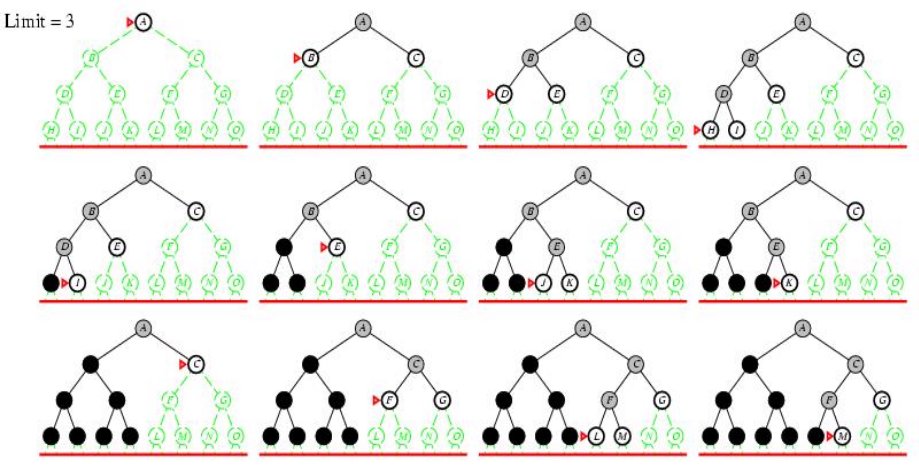 Limit = 3
A A A A
B C B C B C B C
D E F G D E F G D E F G D E F G
H I J K L M N O H I J K L M N O H I J K L M N O H I J K L M N O
A A A A
B C B C B C B C
D E F G E F G E F G E F G
I J K L M N O J K L M N O J K L M N O K L M N O
A A A A
C C C C
F G F G F G F G
L M N O L M N O L M N O M N O